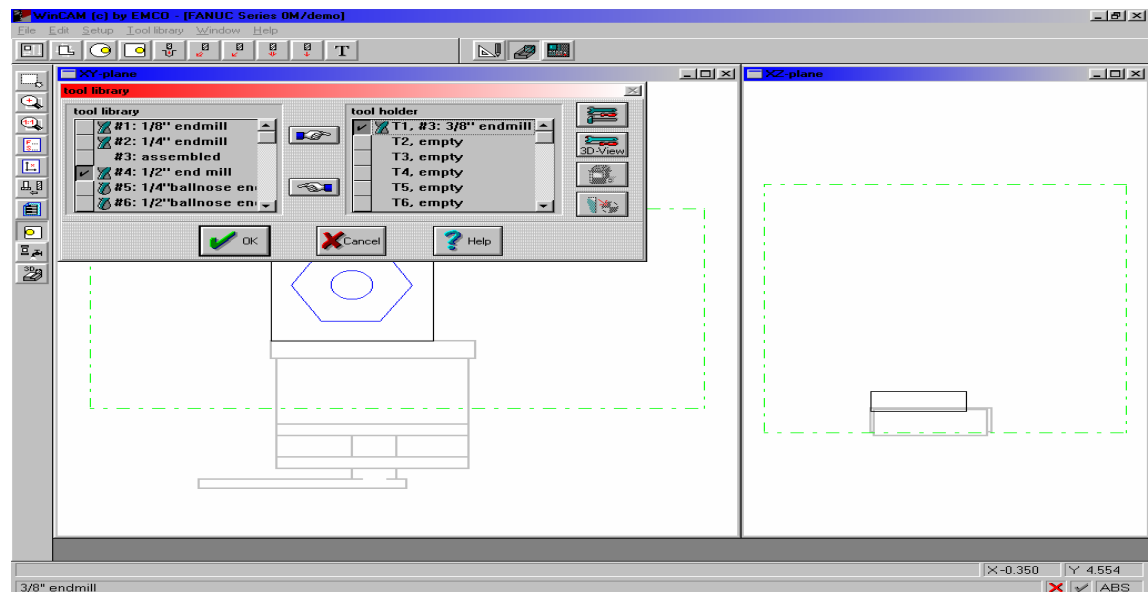 WinCAM (c) by EMCO - [FANUC Series 0M/demo]
File Edit Setup Tool library Window Help
T
XY-plane
XZ-plane
tool library
tool library
tool holder
#1: 1/8" endmill
#2: 1/4" endmill
#3: assembled
#4: 1/2" end mill
#5: 1/4"ballnose en
#6: 1/2"ballnose en
T1, #3: 3/8" endmill
T2, empty
T3, empty
T4, empty
T5, empty
T6, empty
3D-View
OK
Cancel
? Help
3D
X -0.350
Y 4.554
3/8" endmill
ABS